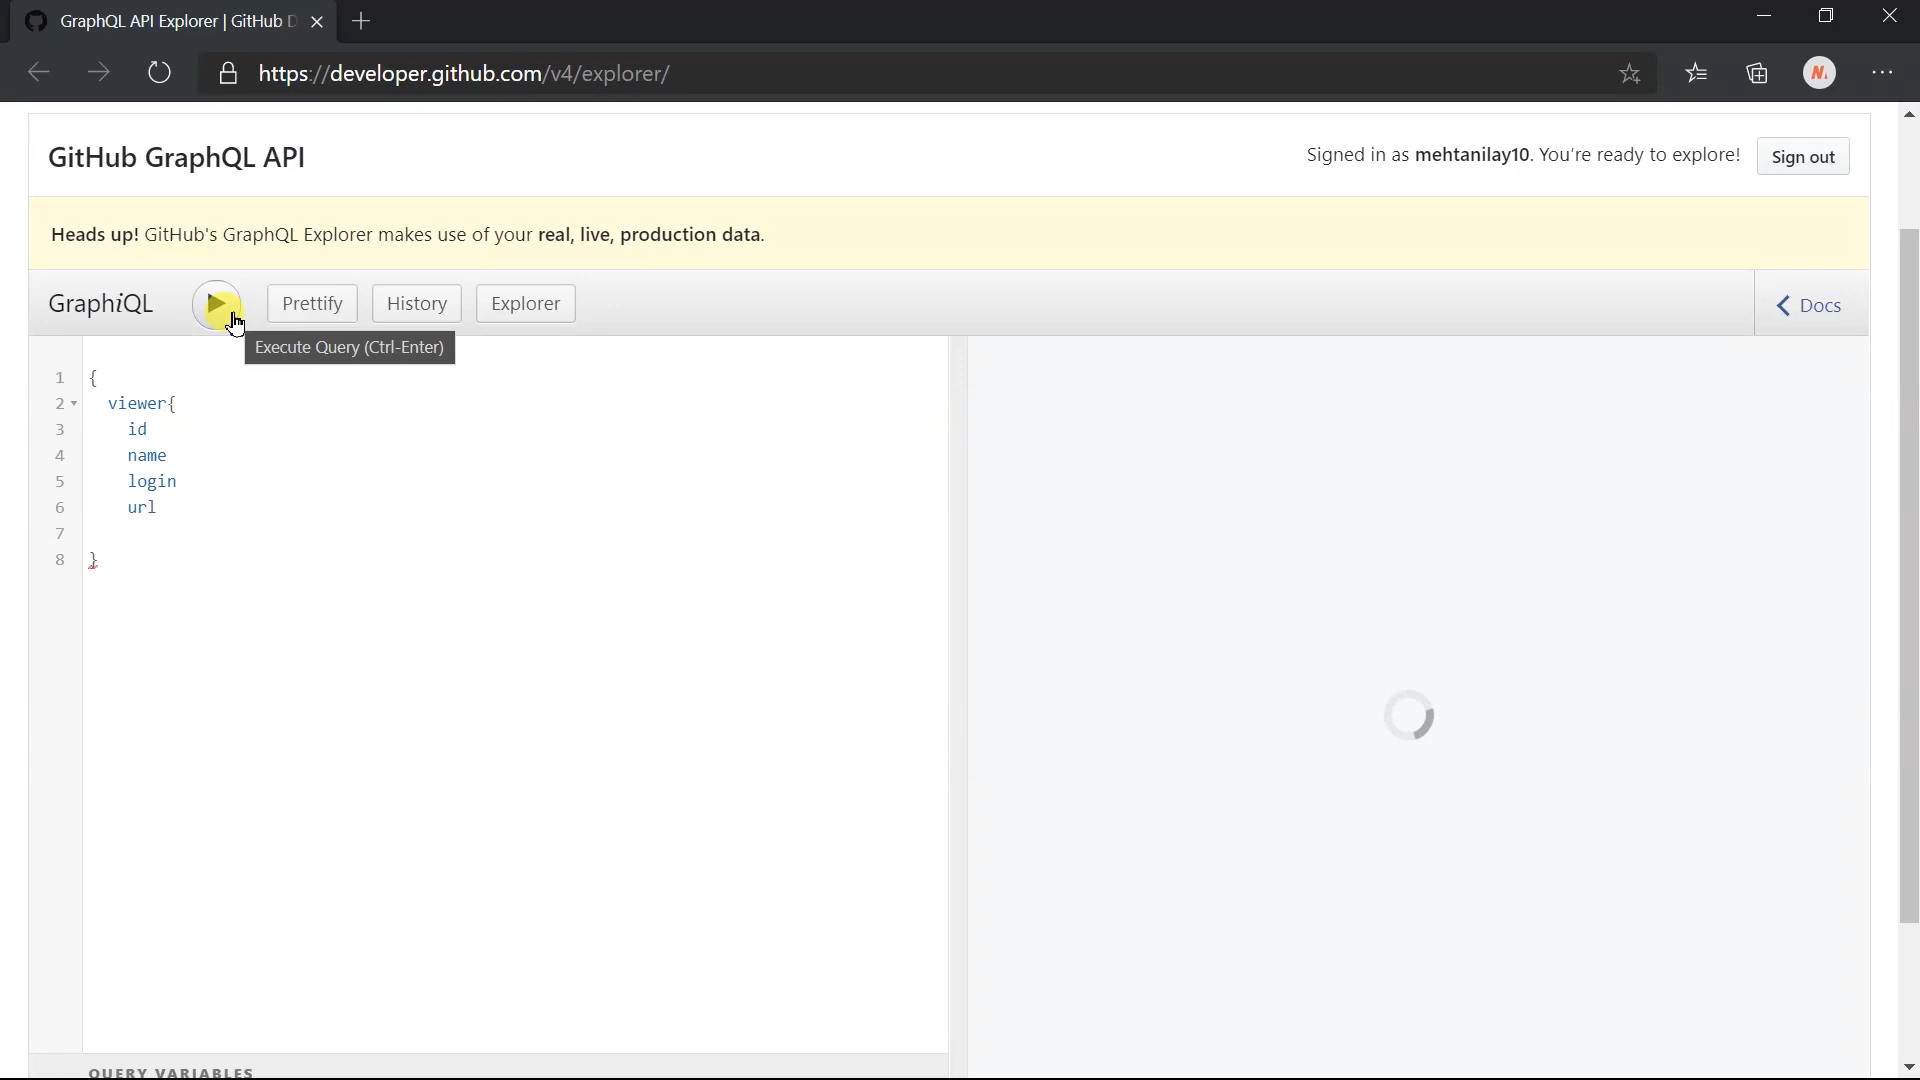 GraphQL API Explorer | GitHub D
https://developer.github.com/v4/explorer/
N.
GitHub GraphQL API
Signed in as mehtanilay10. You're ready to explore!
Sign out
Heads up! GitHub's GraphQL Explorer makes use of your real, live, production data.
GraphiQL
Prettify
History
Explorer
Docs
Execute Query (Ctrl-Enter)
1 {
2 viewer{
3 id
4 name
5 login
6 url
7
8 }
QUERY VARIABLES